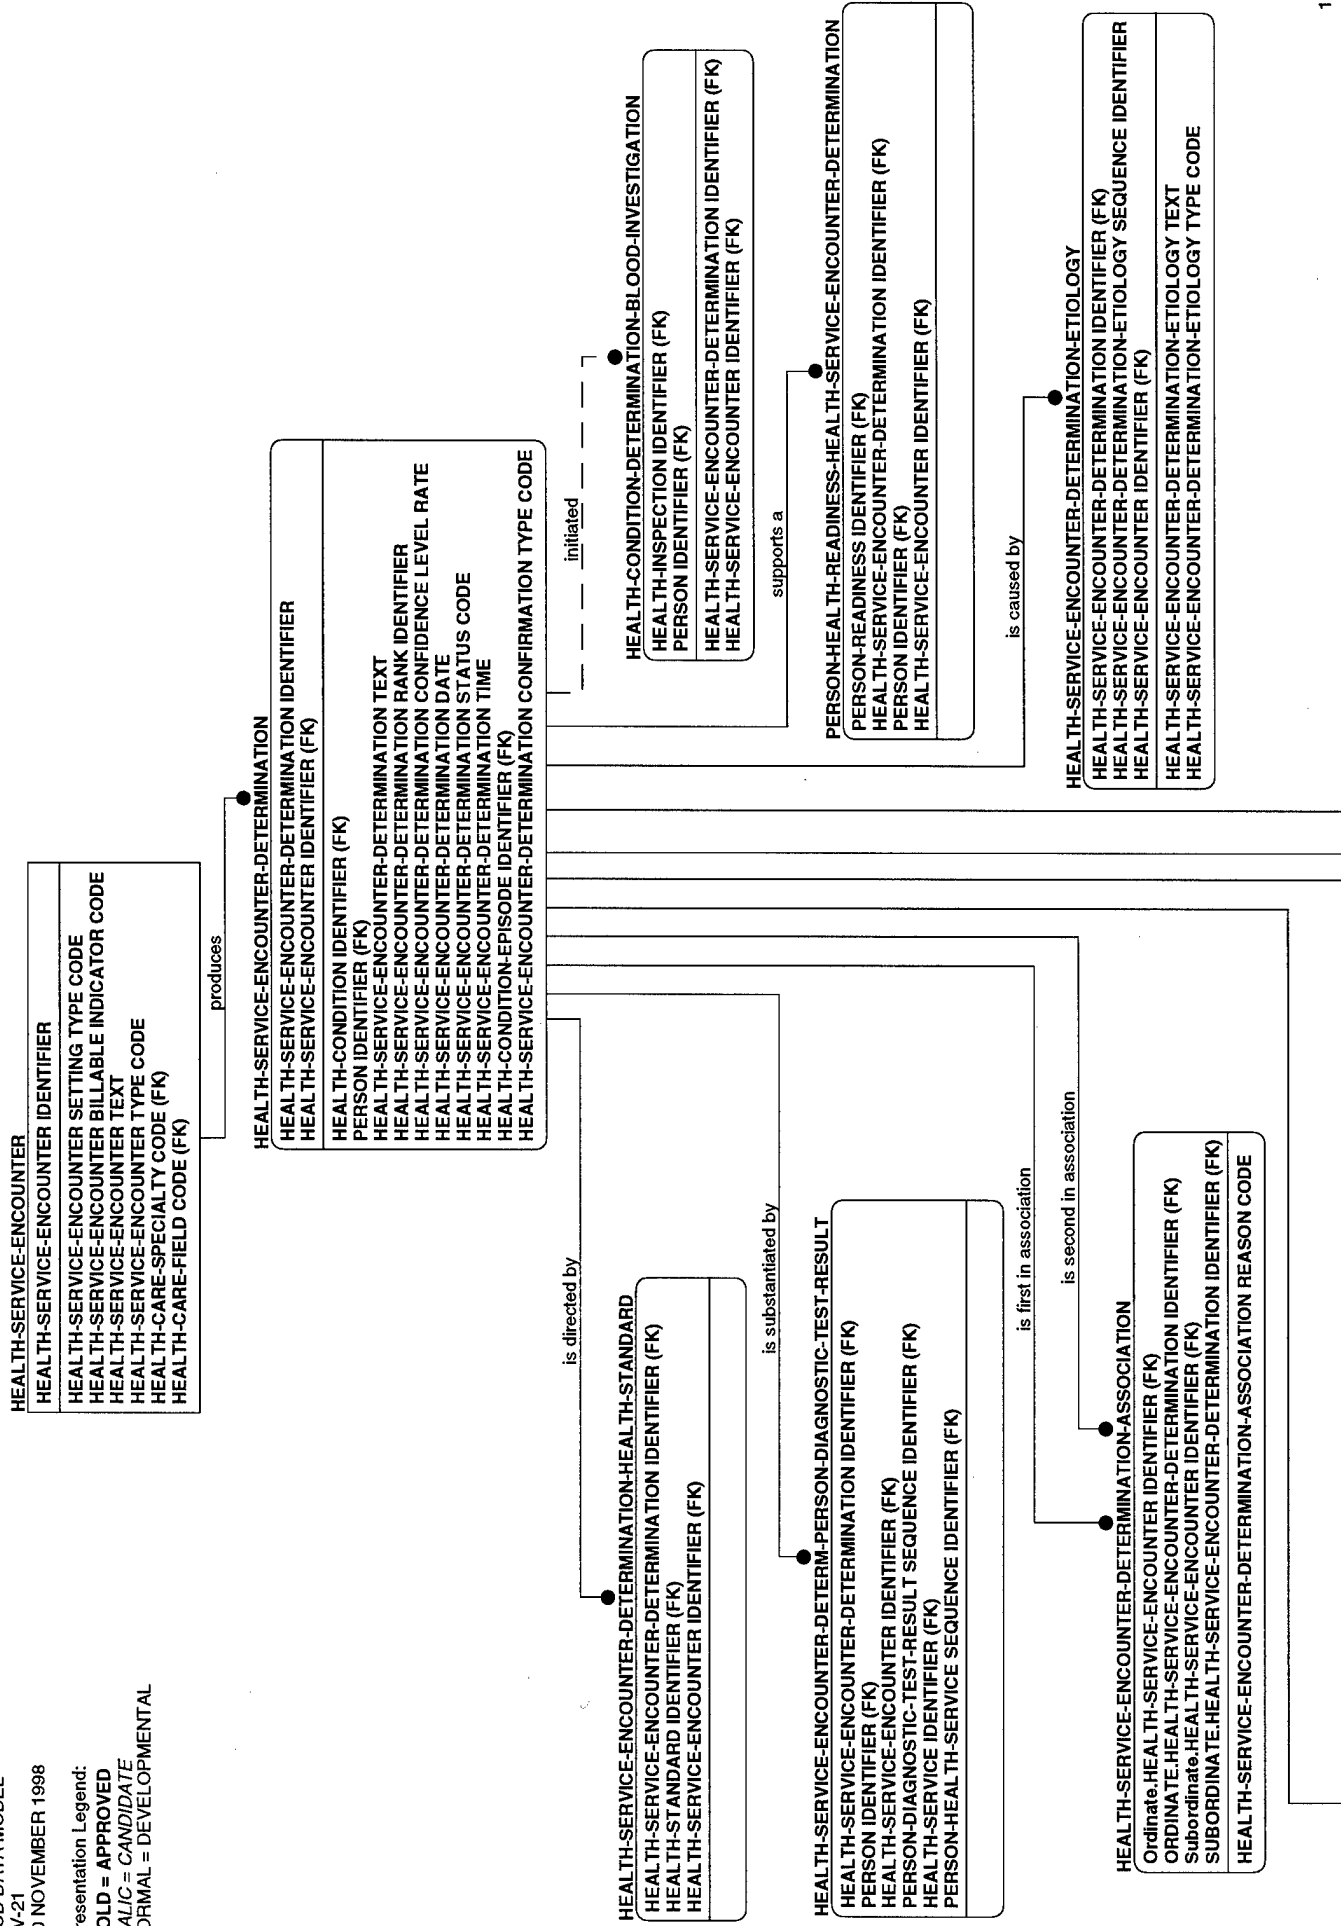 DATA MODEL
V-21
NOVEMBER 1998
Legend:
= APPROVED
= CANDIDATE
= DEVELOPMENTAL
HEALTH-SERVICE-ENCOUNTER
HEALTH-SERVICE-ENCOUNTER IDENTIFIER
HEALTH-SERVICE-ENCOUNTER SETTING TYPE CODE
HEALTH-SERVICE-ENCOUNTER BILLABLE INDICATOR CODE
HEALTH-SERVICE-ENCOUNTER TEXT
HEALTH-SERVICE-ENCOUNTER TYPE CODE
HEALTH-CARE-SPECIALTY CODE (FK)
HEALTH-CARE-FIELD CODE (FK)
produces
HEALTH-SERVICE-ENCOUNTER-DETERMINATION
HEALTH-SERVICE-ENCOUNTER-DETERMINATION IDENTIFIER
HEALTH-SERVICE-ENCOUNTER IDENTIFIER (FK)
HEALTH-CONDITION IDENTIFIER (FK)
PERSON IDENTIFIER (FK)
HEALTH-SERVICE-ENCOUNTER-DETERMINATION TEXT
HEALTH-SERVICE-ENCOUNTER-DETERMINATION RANK IDENTIFIER
HEALTH-SERVICE-ENCOUNTER-DETERMINATION CONFIDENCE LEVEL RATE
HEALTH-SERVICE-ENCOUNTER-DETERMINATION DATE
HEALTH-SERVICE-ENCOUNTER-DETERMINATION STATUS CODE
HEALTH-SERVICE-ENCOUNTER-DETERMINATION TIME
HEALTH-CONDITION-EPISODE IDENTIFIER (FK)
HEALTH-SERVICE-ENCOUNTER-DETERMINATION CONFIRMATION TYPE CODE
is directed by
HEALTH-SERVICE-ENCOUNTER-DETERMINATION-HEALTH-STANDARD
HEALTH-SERVICE-ENCOUNTER-DETERMINATION IDENTIFIER (FK)
HEALTH-STANDARD IDENTIFIER (FK)
HEALTH-SERVICE-ENCOUNTER IDENTIFIER (FK)
initiated
HEALTH-CONDITION-DETERMINATION-BLOOD-INVESTIGATION
HEALTH-INSPECTION IDENTIFIER (FK)
PERSON IDENTIFIER (FK)
HEALTH-SERVICE-ENCOUNTER-DETERMINATION IDENTIFIER (FK)
HEALTH-SERVICE-ENCOUNTER IDENTIFIER (FK)
is substantiated by
HEALTH-SERVICE-ENCOUNTER-DETERM-PERSON-DIAGNOSTIC-TEST-RESULT
HEALTH-SERVICE-ENCOUNTER-DETERMINATION IDENTIFIER (FK)
PERSON IDENTIFIER (FK)
HEALTH-SERVICE-ENCOUNTER IDENTIFIER (FK)
PERSON-DIAGNOSTIC-TEST-RESULT SEQUENCE IDENTIFIER (FK)
HEALTH-SERVICE IDENTIFIER (FK)
PERSON-HEALTH-SERVICE SEQUENCE IDENTIFIER (FK)
supports a
PERSON-HEALTH-READINESS-HEALTH-SERVICE-ENCOUNTER-DETERMINATION
PERSON-READINESS IDENTIFIER (FK)
HEALTH-SERVICE-ENCOUNTER-DETERMINATION IDENTIFIER (FK)
PERSON IDENTIFIER (FK)
HEALTH-SERVICE-ENCOUNTER IDENTIFIER (FK)
is first in association
is second in association
HEALTH-SERVICE-ENCOUNTER-DETERMINATION-ASSOCIATION
Ordinate.HEALTH-SERVICE-ENCOUNTER IDENTIFIER (FK)
ORDINATE.HEALTH-SERVICE-ENCOUNTER-DETERMINATION IDENTIFIER (FK)
Subordinate.HEALTH-SERVICE-ENCOUNTER IDENTIFIER (FK)
SUBORDINATE.HEALTH-SERVICE-ENCOUNTER-DETERMINATION IDENTIFIER (FK)
HEALTH-SERVICE-ENCOUNTER-DETERMINATION-ASSOCIATION REASON CODE
is caused by
HEALTH-SERVICE-ENCOUNTER-DETERMINATION-ETIOLOGY
HEALTH-SERVICE-ENCOUNTER-DETERMINATION IDENTIFIER (FK)
HEALTH-SERVICE-ENCOUNTER-DETERMINATION-ETIOLOGY SEQUENCE IDENTIFIER
HEALTH-SERVICE-ENCOUNTER IDENTIFIER (FK)
HEALTH-SERVICE-ENCOUNTER-DETERMINATION-ETIOLOGY TEXT
HEALTH-SERVICE-ENCOUNTER-DETERMINATION-ETIOLOGY TYPE CODE
1